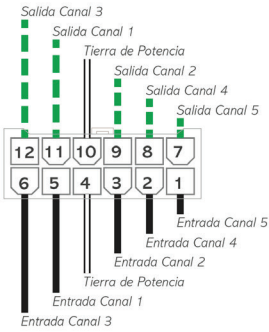 Salida Canal 3
Salida Canal 1
Tierra de Potencia
Salida Canal 2
Salida Canal 4
Salida Canal 5
12 11 10 9 8 7
6 5 4 3 2 1
Entrada Canal 5
Entrada Canal 4
Entrada Canal 2
Tierra de Potencia
Entrada Canal 1
Entrada Canal 3